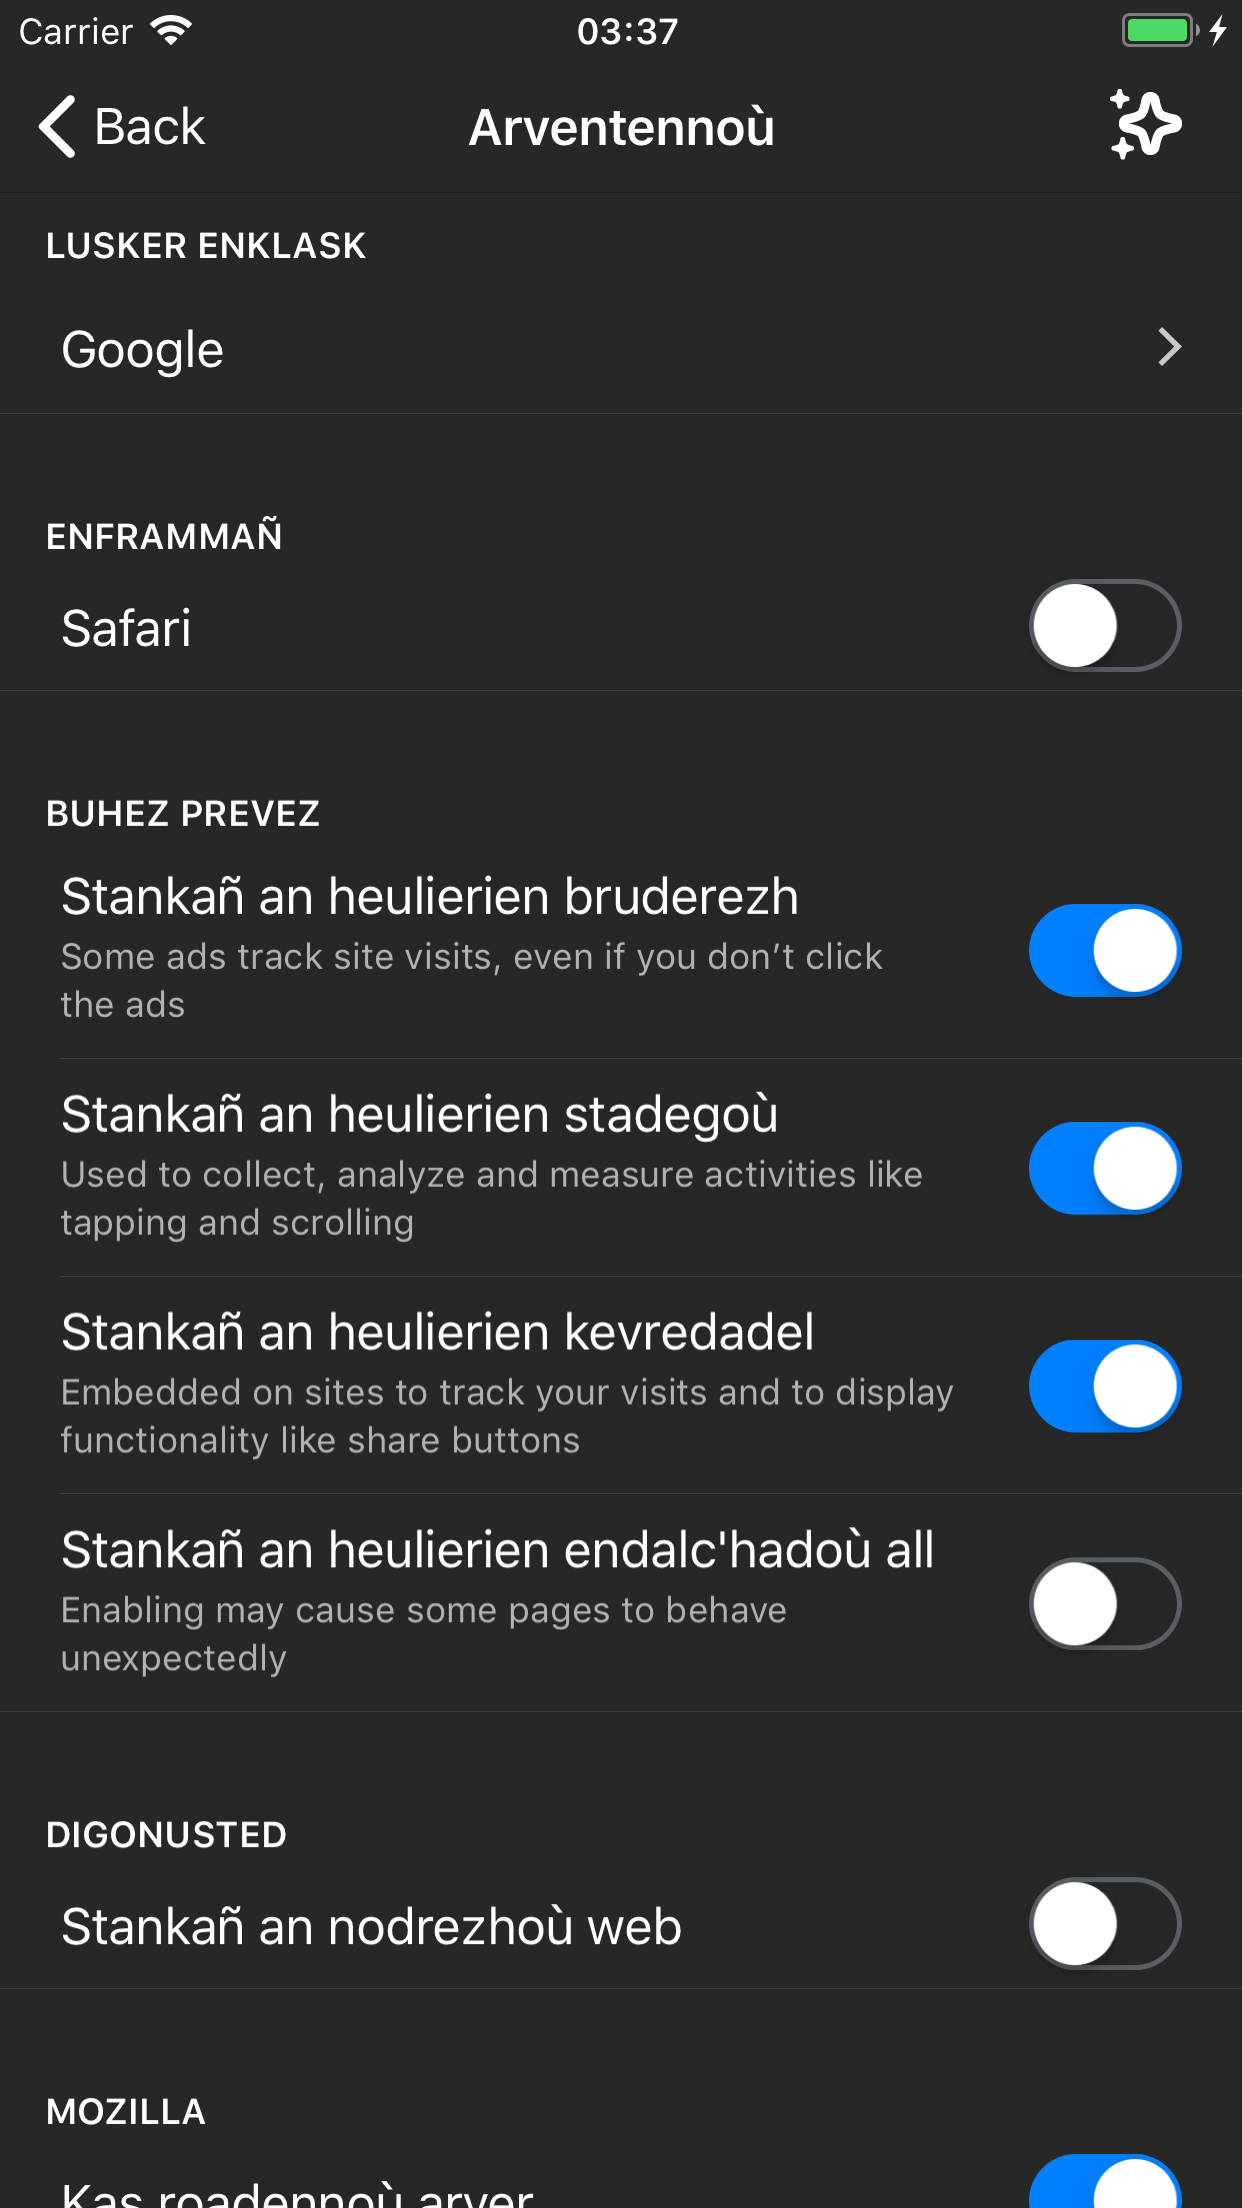 Carrier 03:37
Back Arventennoù
LUSKER ENKLASK
Google
ENFRAMMAÑ
Safari
BUHEZ PREVEZ
Stankañ an heulierien bruderezh
Some ads track site visits, even if you don’t click
the ads
Stankañ an heulierien stadegoù
Used to collect, analyze and measure activities like
tapping and scrolling
Stankañ an heulierien kevredadel
Embedded on sites to track your visits and to display
functionality like share buttons
Stankañ an heulierien endalc'hadoù all
Enabling may cause some pages to behave
unexpectedly
DIGONUSTED
Stankañ an nodrezhoù web
MOZILLA
Kas roadennoù arver